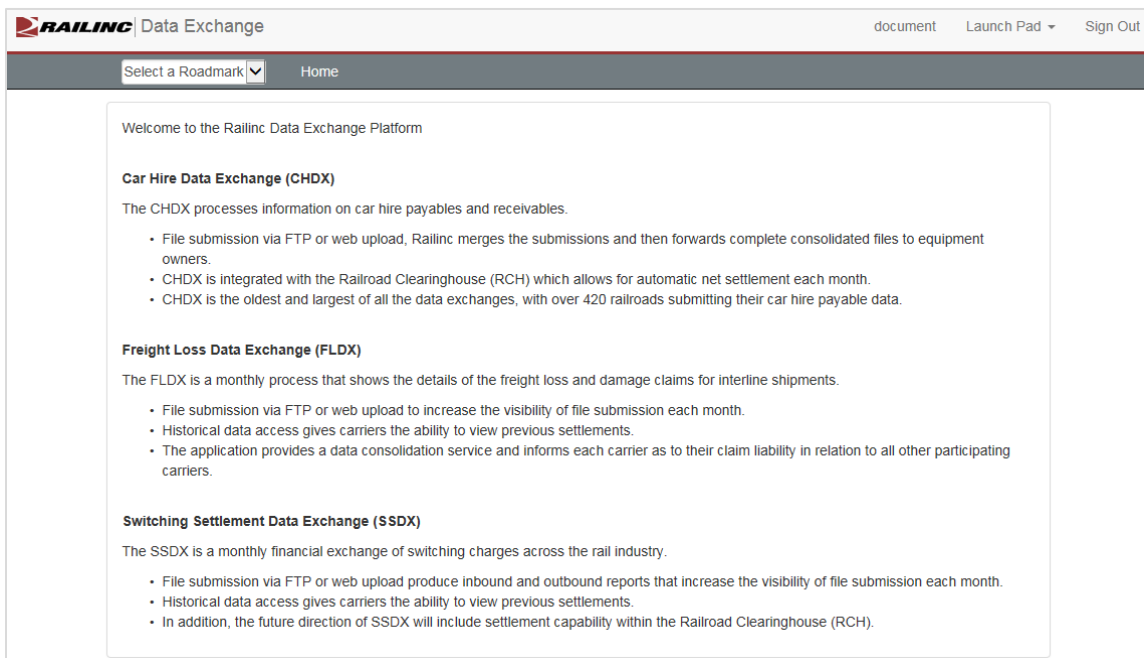 RAILINC Data Exchange
document Launch Pad Sign Out
Select a Roadmark Home
Welcome to the Railinc Data Exchange Platform
Car Hire Data Exchange (CHDX)
The CHDX processes information on car hire payables and receivables.
• File submission via FTP or web upload, Railinc merges the submissions and then forwards complete consolidated files to equipment
owners.
• CHDX is integrated with the Railroad Clearinghouse (RCH) which allows for automatic net settlement each month.
• CHDX is the oldest and largest of all the data exchanges, with over 420 railroads submitting their car hire payable data.
Freight Loss Data Exchange (FLDX)
The FLDX is a monthly process that shows the details of the freight loss and damage claims for interline shipments.
• File submission via FTP or web upload to increase the visibility of file submission each month.
• Historical data access gives carriers the ability to view previous settlements.
• The application provides a data consolidation service and informs each carrier as to their claim liability in relation to all other participating
carriers.
Switching Settlement Data Exchange (SSDX)
The SSDX is a monthly financial exchange of switching charges across the rail industry.
• File submission via FTP or web upload produce inbound and outbound reports that increase the visibility of file submission each month.
• Historical data access gives carriers the ability to view previous settlements.
• In addition, the future direction of SSDX will include settlement capability within the Railroad Clearinghouse (RCH).